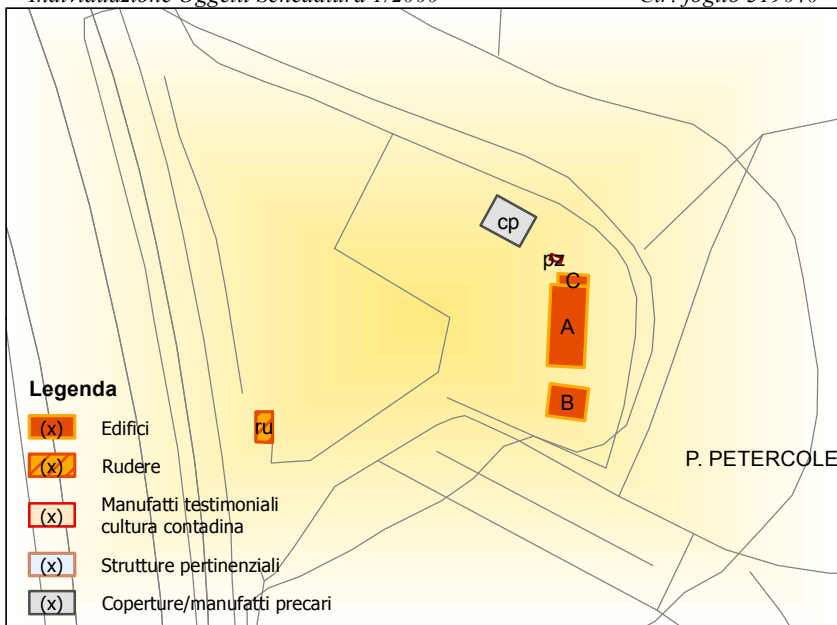 Individuazione Oggetti Schedatura 1/2000
Ctr: foglio 319040
cp
pz
C
A
B
ru
P. PETERCOLE
Legenda
(x) Edifici
(x) Rudere
(x) Manufatti testimoniali
cultura contadina
(x) Strutture pertinenziali
(x) Coperture/manufatti precari